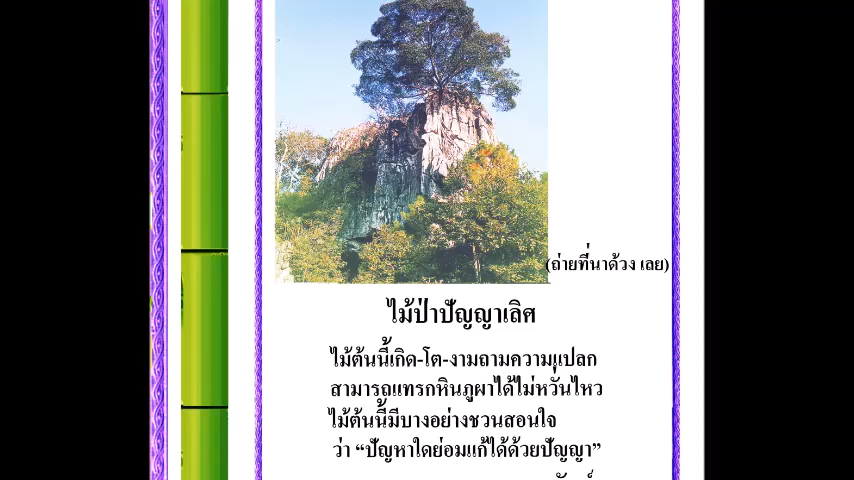 (ถ่ายที่นาด้วง เลย)
ไม้ป่าปัญญาเลิศ
ไม้ต้นนี้เกิด-โต-งามถามความแปลก
สามารถแทรกหินภูผาได้ไม่หวั่นไหว
ไม้ต้นนี้มีบางอย่างชวนสอนใจ
ว่า “ปัญหาใดย่อมแก้ได้ด้วยปัญญา”